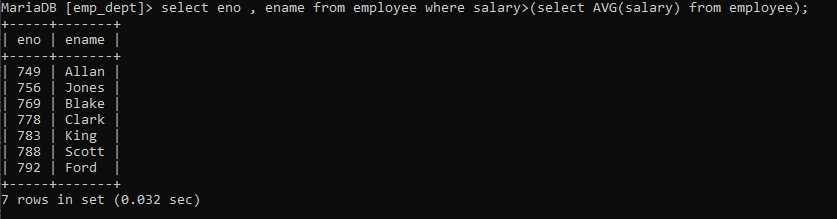 MariaDB [emp_dept]> select eno , ename from employee where salary>(select AVG(salary) from employee);
+-----+-------+
| eno | ename |
+-----+-------+
| 749 | Allan |
| 756 | Jones |
| 769 | Blake |
| 778 | Clark |
| 783 | King  |
| 788 | Scott |
| 792 | Ford  |
+-----+-------+
7 rows in set (0.032 sec)